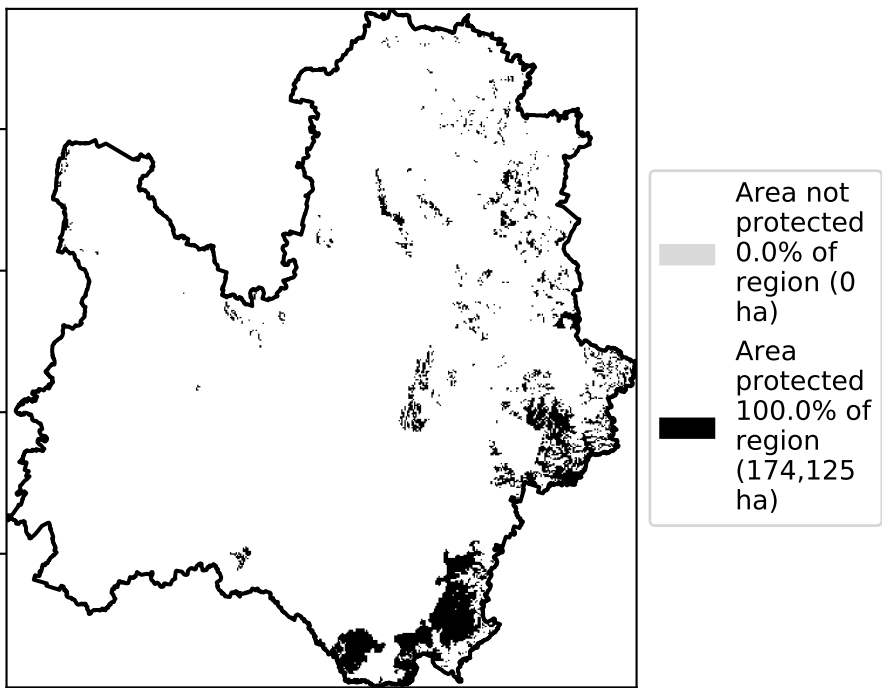 Area not
protected
0.0% of
region (0
ha)
Area
protected
100.0% of
region
(174,125
ha)